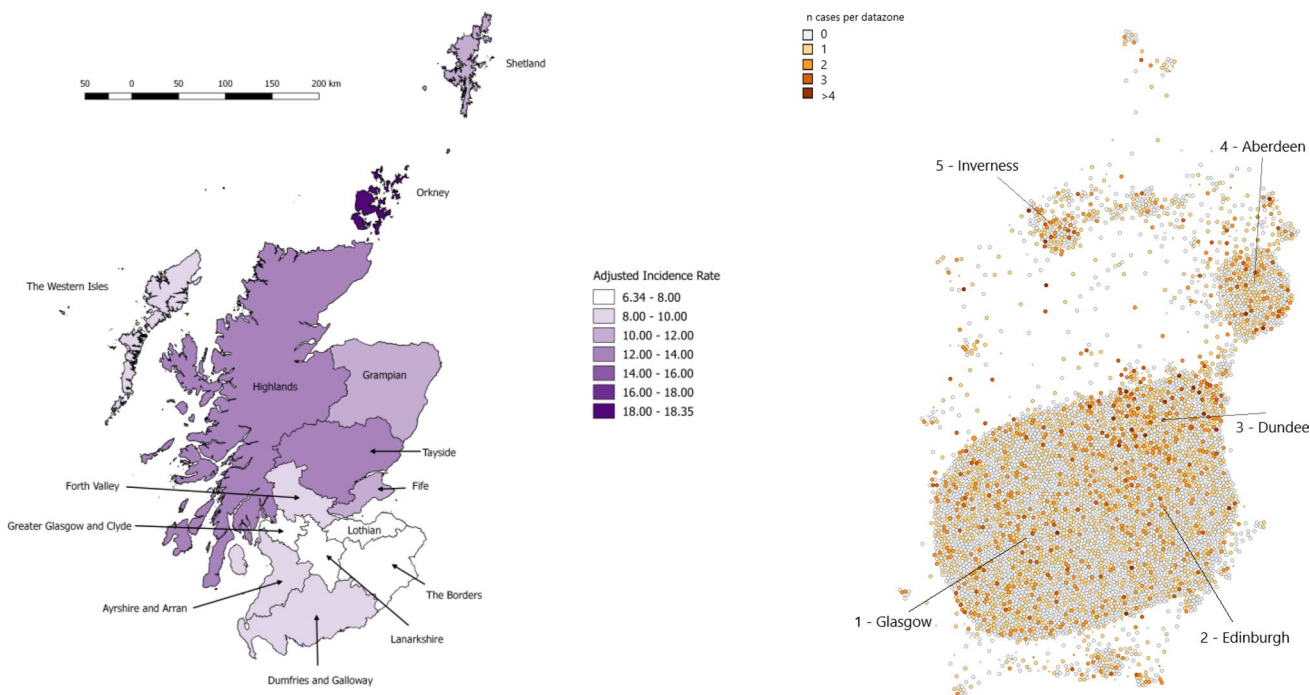 50 0 50 100 150 200 km
Shetland
Orkney
The Western Isles
Highlands
Grampian
Tayside
Forth Valley
Fife
Greater Glasgow and Clyde
Lothian
The Borders
Ayrshire and Arran
Lanarkshire
Dumfries and Galloway
Adjusted Incidence Rate
6.34 - 8.00
8.00 - 10.00
10.00 - 12.00
12.00 - 14.00
14.00 - 16.00
16.00 - 18.00
18.00 - 18.35
n cases per datazone
0
1
2
3
>4
4 - Aberdeen
5 - Inverness
3 - Dundee
1 - Glasgow
2 - Edinburgh